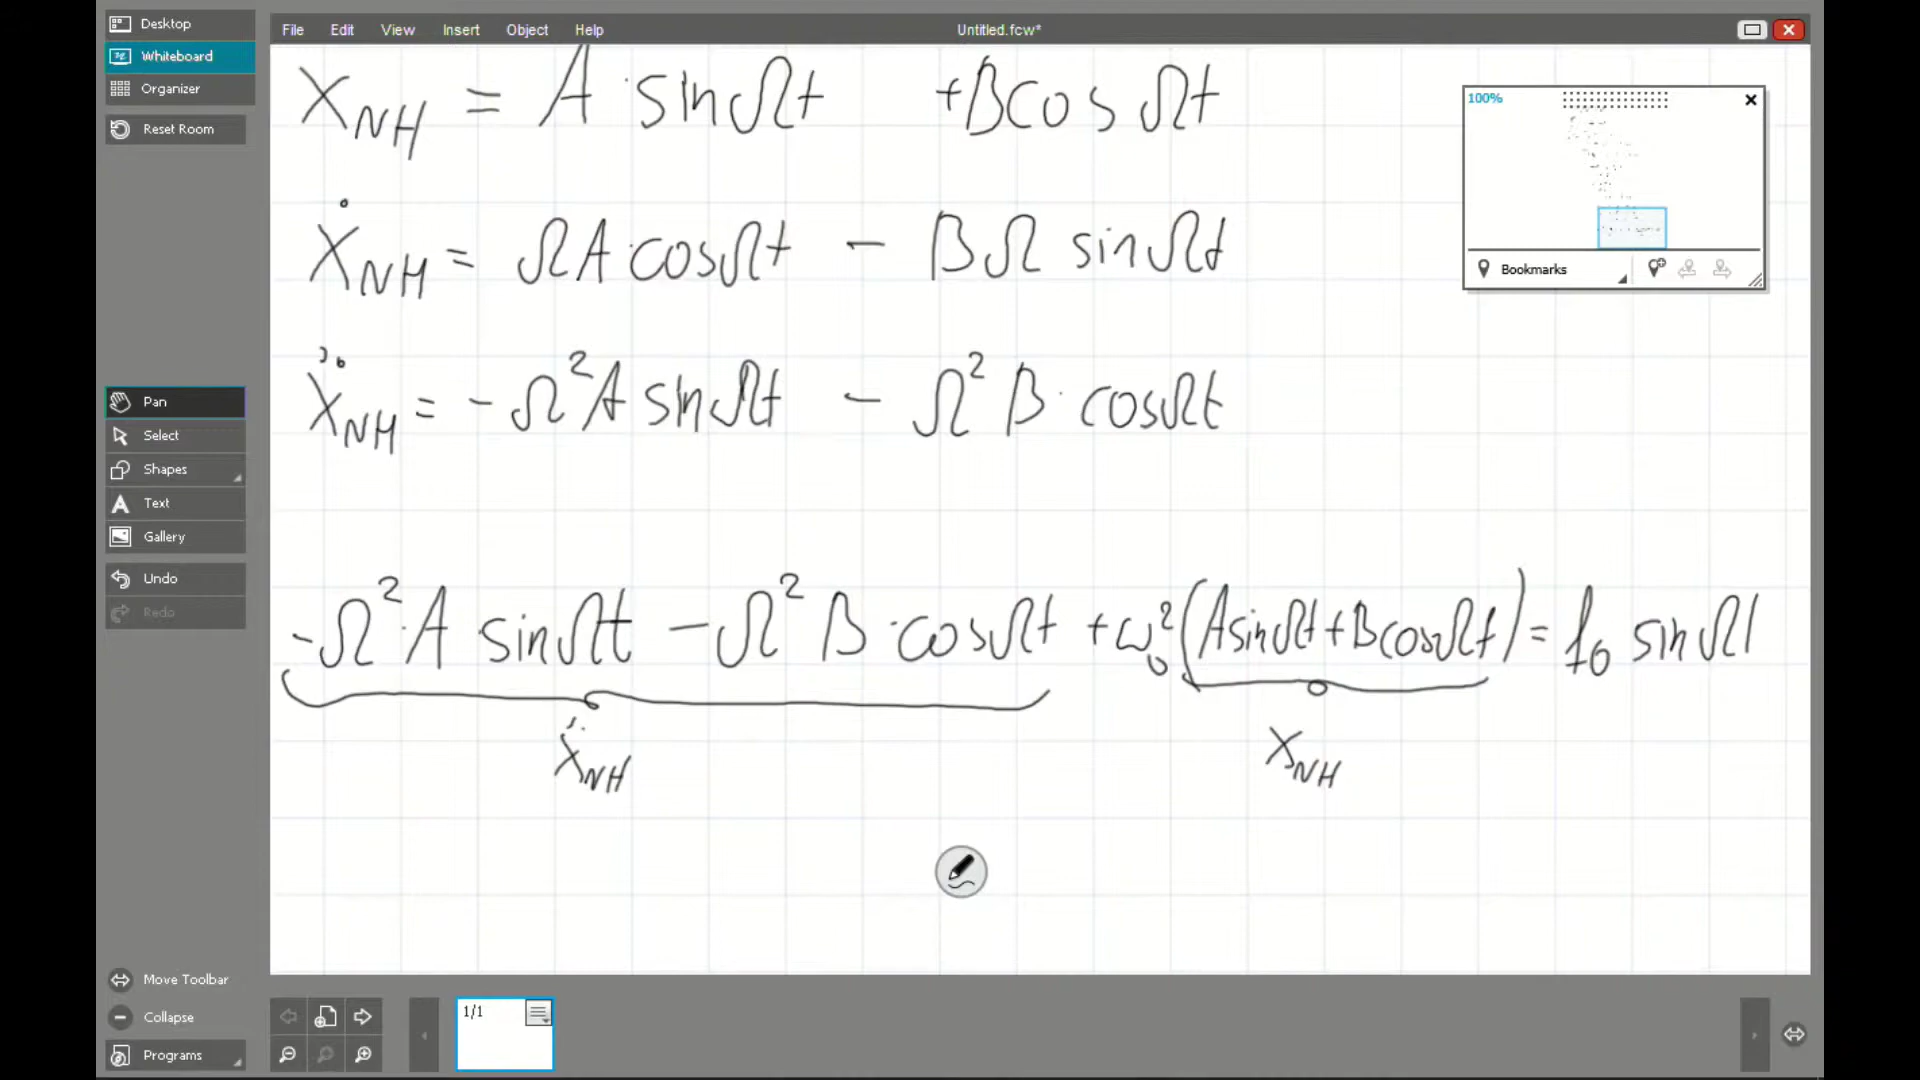 Desktop
Whiteboard
Organizer
Reset Room
File Edit View Insert Object Help
Untitled.fcw*
X_NH = A · sin Ωt + B cos Ωt
Ẋ_NH = ΩA · cos Ωt − BΩ sin Ωt
Ẍ_NH = −Ω²A sin Ωt − Ω² B · cos Ωt
−Ω² · A sin Ωt − Ω² B · cos Ωt + ω₀² (A sin Ωt + B cos Ωt) = f₀ sin Ωt
Ẍ_NH
X_NH
100%
Bookmarks
Pan
Select
Shapes
Text
Gallery
Undo
Redo
Move Toolbar
Collapse
Programs
1/1